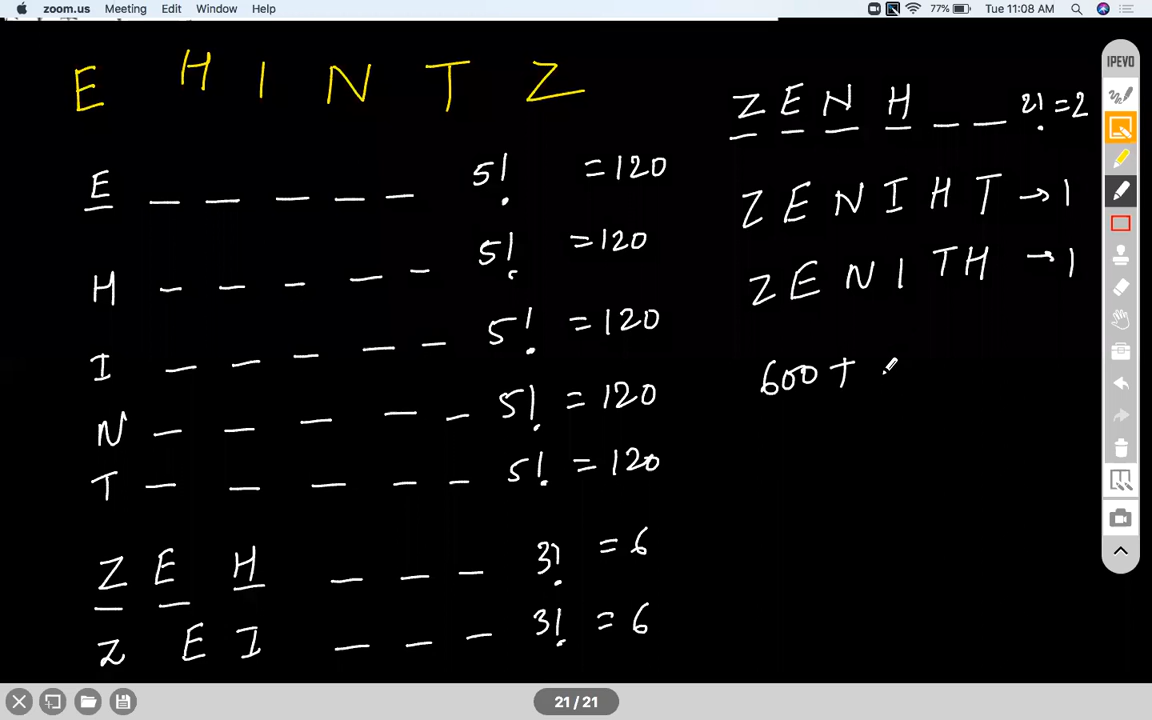 zoom.us Meeting Edit Window Help 77% Tue 11:08 AM
IPEVO
E H I N T Z
E _ _ _ _ _ 5! = 120
H _ _ _ _ _ 5! = 120
I _ _ _ _ _ 5! = 120
N _ _ _ _ _ 5! = 120
T _ _ _ _ _ 5! = 120
Z E H _ _ _ 3! = 6
Z E I _ _ _ 3! = 6
Z E N H _ _ 2! = 2
Z E N I H T → 1
Z E N I T H → 1
600 +
21 / 21